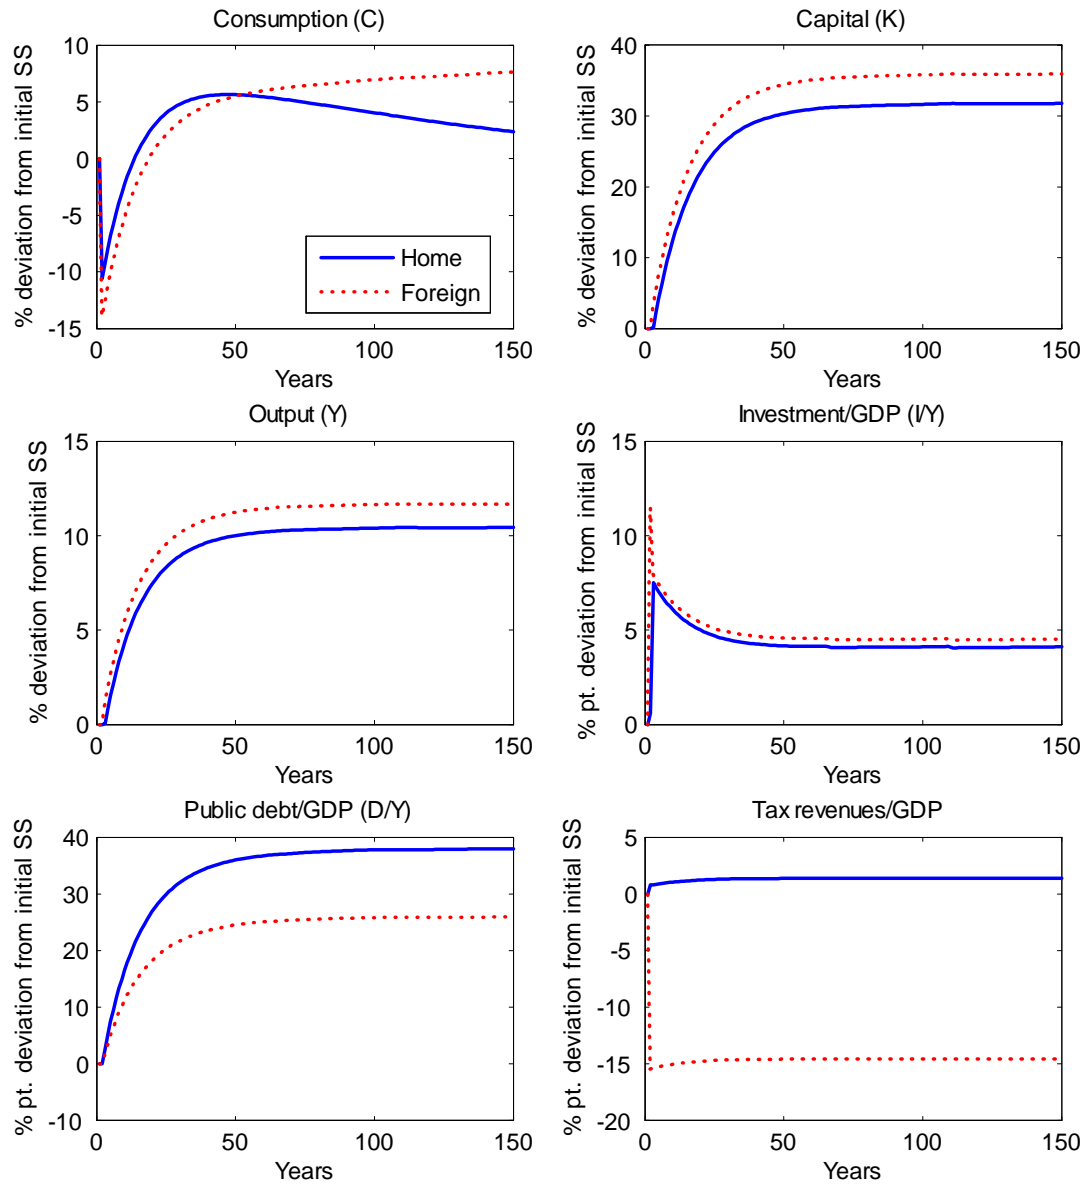 Consumption (C)
% deviation from initial SS
10
5
0
-5
-10
-15
0
50
100
150
Years
Home
Foreign
Capital (K)
% deviation from initial SS
40
30
20
10
0
0
50
100
150
Years
Output (Y)
% deviation from initial SS
15
10
5
0
0
50
100
150
Years
Investment/GDP (I/Y)
% pt. deviation from initial SS
15
10
5
0
0
50
100
150
Years
Public debt/GDP (D/Y)
% pt. deviation from initial SS
40
30
20
10
0
-10
0
50
100
150
Years
Tax revenues/GDP
% pt. deviation from initial SS
5
0
-5
-10
-15
-20
0
50
100
150
Years